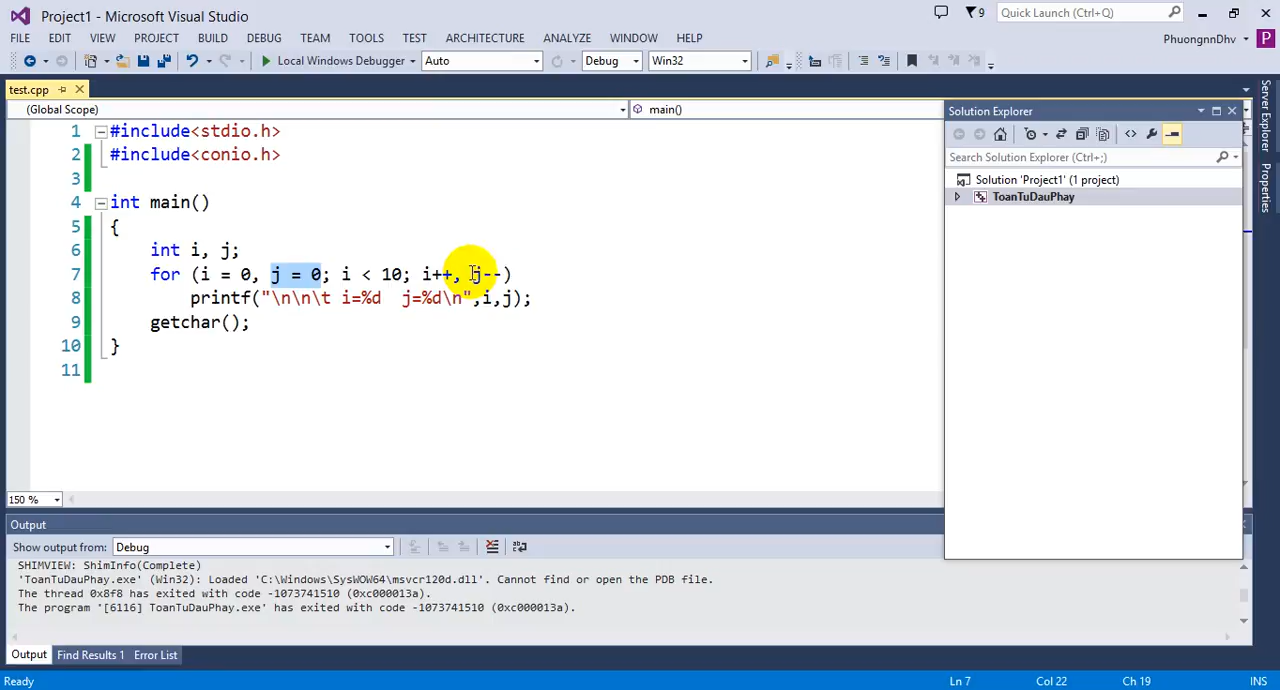 Project1 - Microsoft Visual Studio
9
Quick Launch (Ctrl+Q)
FILE EDIT VIEW PROJECT BUILD DEBUG TEAM TOOLS TEST ARCHITECTURE ANALYZE WINDOW HELP
PhuongnnDhv P
Local Windows Debugger Auto Debug Win32
test.cpp
(Global Scope) main()
1 #include<stdio.h>
2 #include<conio.h>
3
4 int main()
5 {
6 int i, j;
7 for (i = 0, j = 0; i < 10; i++, j--)
8 printf("\n\n\t i=%d  j=%d\n",i,j);
9 getchar();
10 }
11
150 %
Solution Explorer
Search Solution Explorer (Ctrl+;)
Solution 'Project1' (1 project)
ToanTuDauPhay
Server Explorer
Properties
Output
Show output from: Debug
SHIMVIEW: ShimInfo(Complete)
'ToanTuDauPhay.exe' (Win32): Loaded 'C:\Windows\SysWOW64\msvcr120d.dll'. Cannot find or open the PDB file.
The thread 0x8f8 has exited with code -1073741510 (0xc000013a).
The program '[6116] ToanTuDauPhay.exe' has exited with code -1073741510 (0xc000013a).
Output Find Results 1 Error List
Ready Ln 7 Col 22 Ch 19 INS